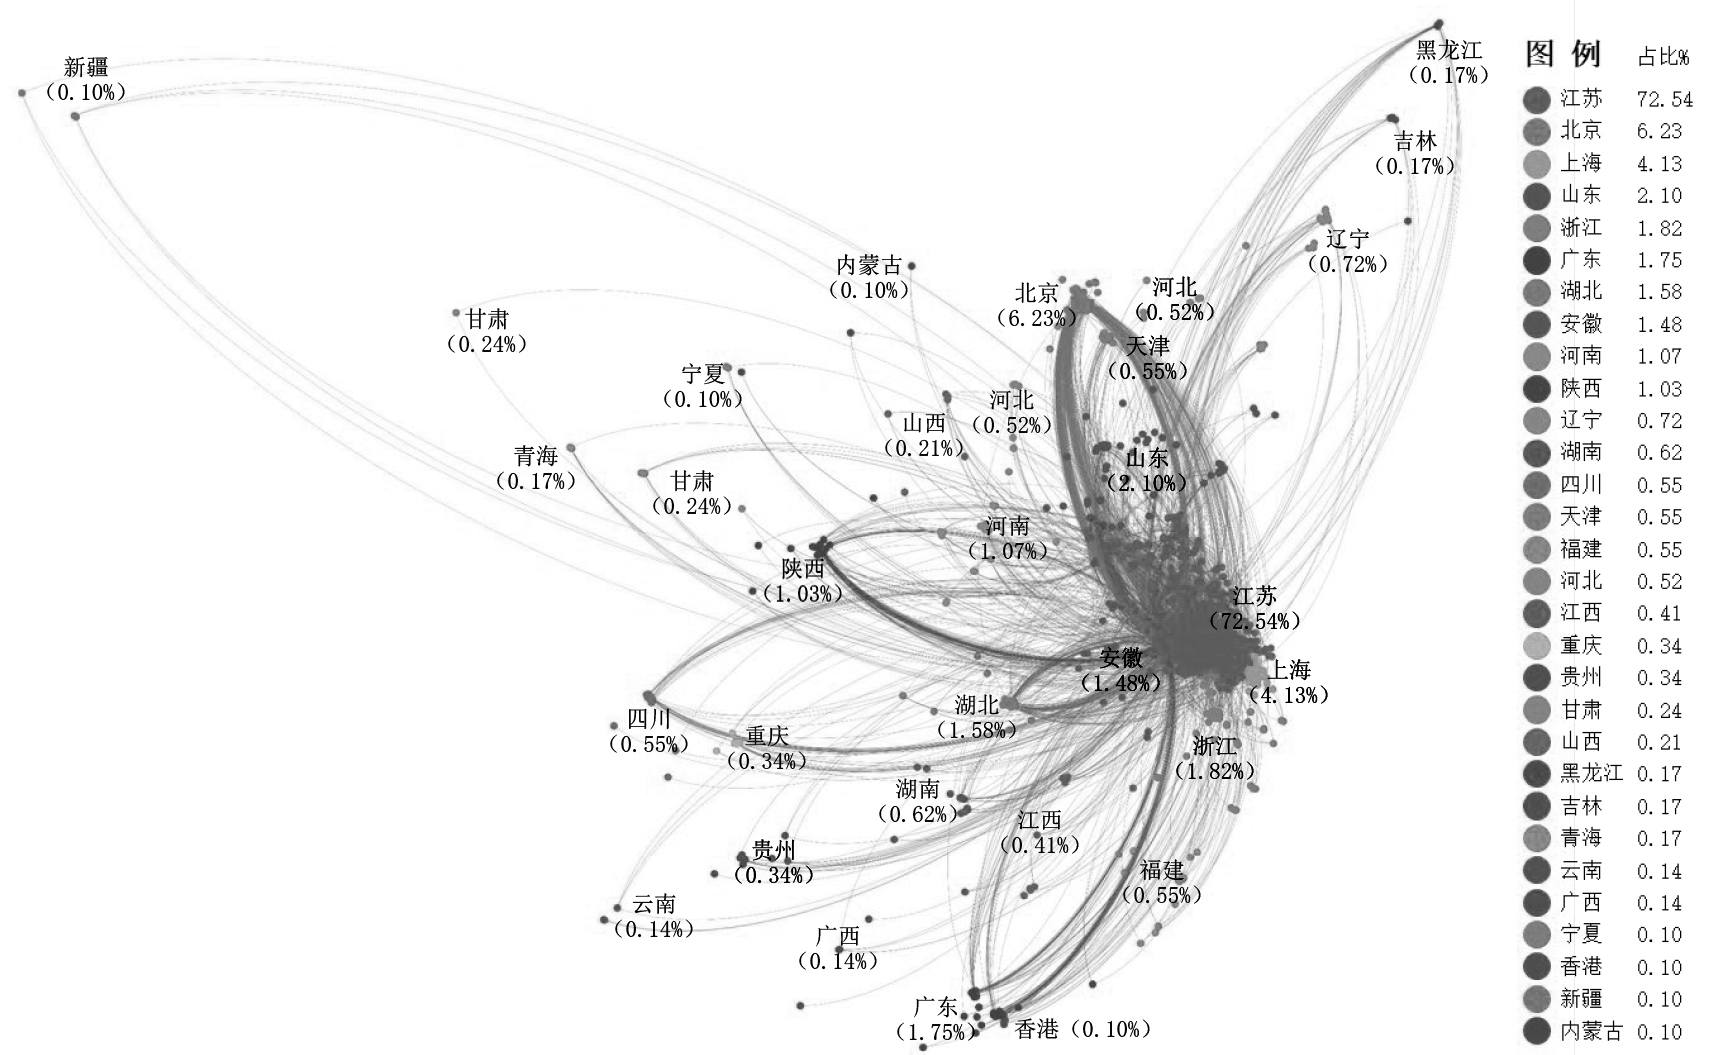 新疆
（0.10%）
黑龙江
（0.17%）
吉林
（0.17%）
辽宁
（0.72%）
内蒙古
（0.10%）
北京
（6.23%）
河北
（0.52%）
甘肃
（0.24%）
天津
（0.55%）
宁夏
（0.10%）
山西
（0.21%）
河北
（0.52%）
青海
（0.17%）
甘肃
（0.24%）
山东
（2.10%）
河南
（1.07%）
陕西
（1.03%）
江苏
（72.54%）
安徽
（1.48%）
上海
（4.13%）
湖北
（1.58%）
四川
（0.55%）
重庆
（0.34%）
浙江
（1.82%）
湖南
（0.62%）
江西
（0.41%）
贵州
（0.34%）
福建
（0.55%）
云南
（0.14%）
广西
（0.14%）
广东
（1.75%）
香港（0.10%）
图 例 占比%
江苏 72.54
北京 6.23
上海 4.13
山东 2.10
浙江 1.82
广东 1.75
湖北 1.58
安徽 1.48
河南 1.07
陕西 1.03
辽宁 0.72
湖南 0.62
四川 0.55
天津 0.55
福建 0.55
河北 0.52
江西 0.41
重庆 0.34
贵州 0.34
甘肃 0.24
山西 0.21
黑龙江 0.17
吉林 0.17
青海 0.17
云南 0.14
广西 0.14
宁夏 0.10
香港 0.10
新疆 0.10
内蒙古 0.10